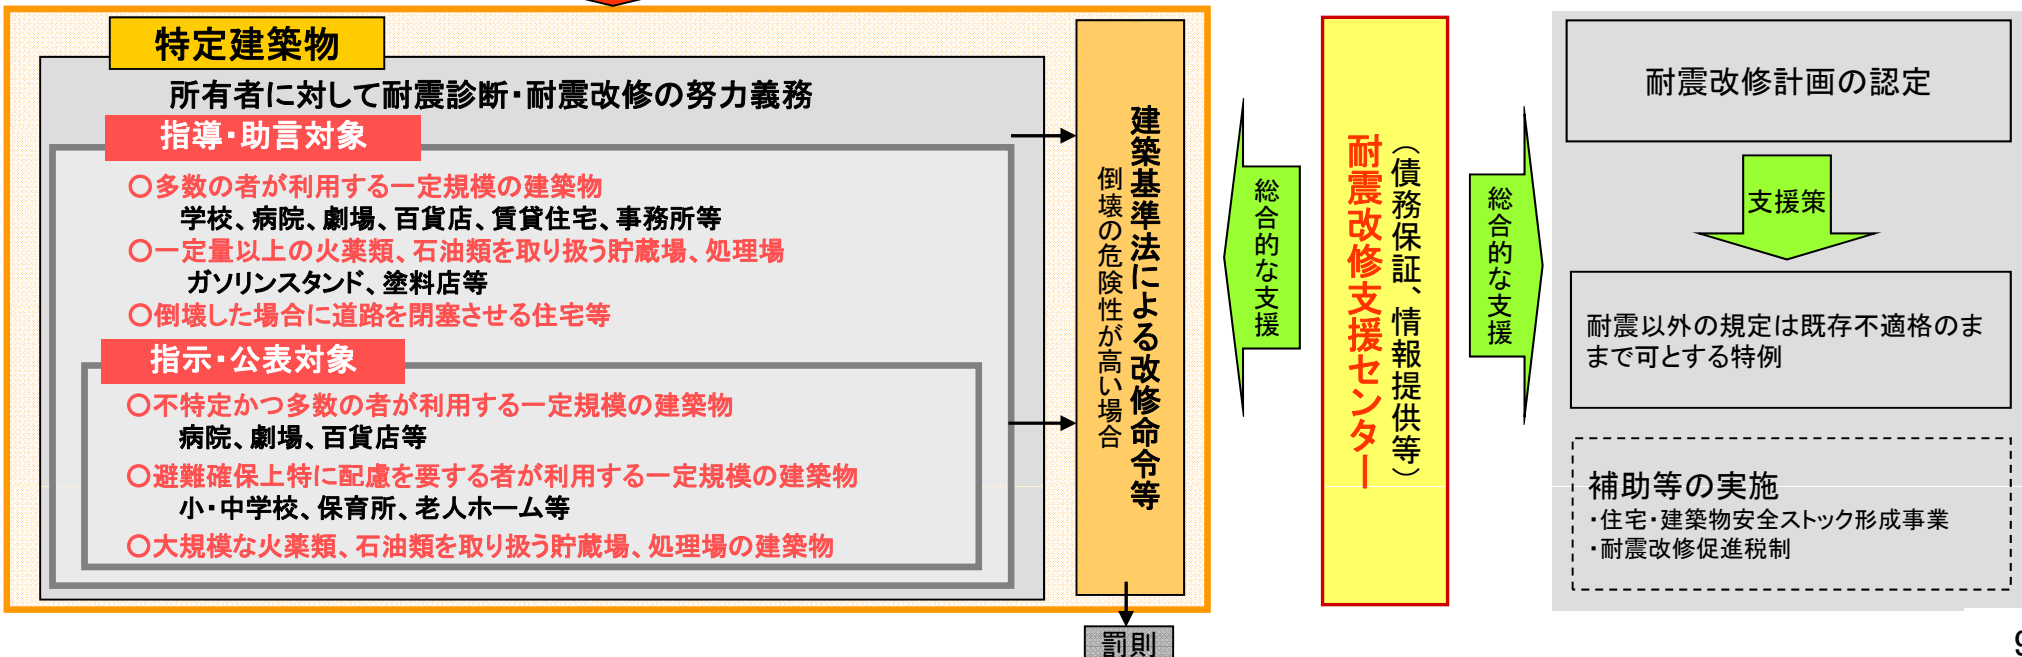 特定建築物
所有者に対して耐震診断・耐震改修の努力義務
指導・助言対象
○多数の者が利用する一定規模の建築物
学校、病院、劇場、百貨店、賃貸住宅、事務所等
○一定量以上の火薬類、石油類を取り扱う貯蔵場、処理場
ガソリンスタンド、塗料店等
○倒壊した場合に道路を閉塞させる住宅等
指示・公表対象
○不特定かつ多数の者が利用する一定規模の建築物
病院、劇場、百貨店等
○避難確保上特に配慮を要する者が利用する一定規模の建築物
小・中学校、保育所、老人ホーム等
○大規模な火薬類、石油類を取り扱う貯蔵場、処理場の建築物
建築基準法による改修命令等
倒壊の危険性が高い場合
罰則
総合的な支援
（債務保証、情報提供等）
耐震改修支援センター
総合的な支援
耐震改修計画の認定
支援策
耐震以外の規定は既存不適格のま
まで可とする特例
補助等の実施
・住宅・建築物安全ストック形成事業
・耐震改修促進税制
9